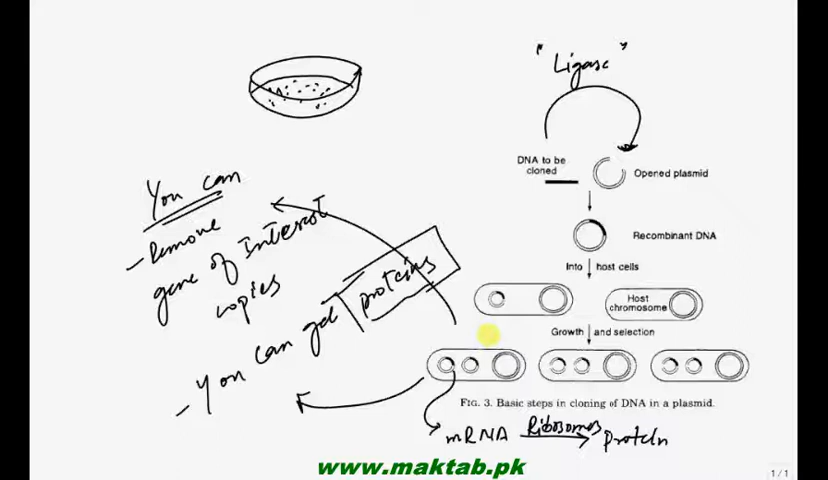 "Ligase"
DNA to be
cloned
Opened plasmid
You can
- Remove
gene of Interest
copies
- You can get proteins
Recombinant DNA
Into host cells
Host
chromosome
Growth and selection
FIG. 3. Basic steps in cloning of DNA in a plasmid.
mRNA Ribosomes protein
www.maktab.pk
1/1